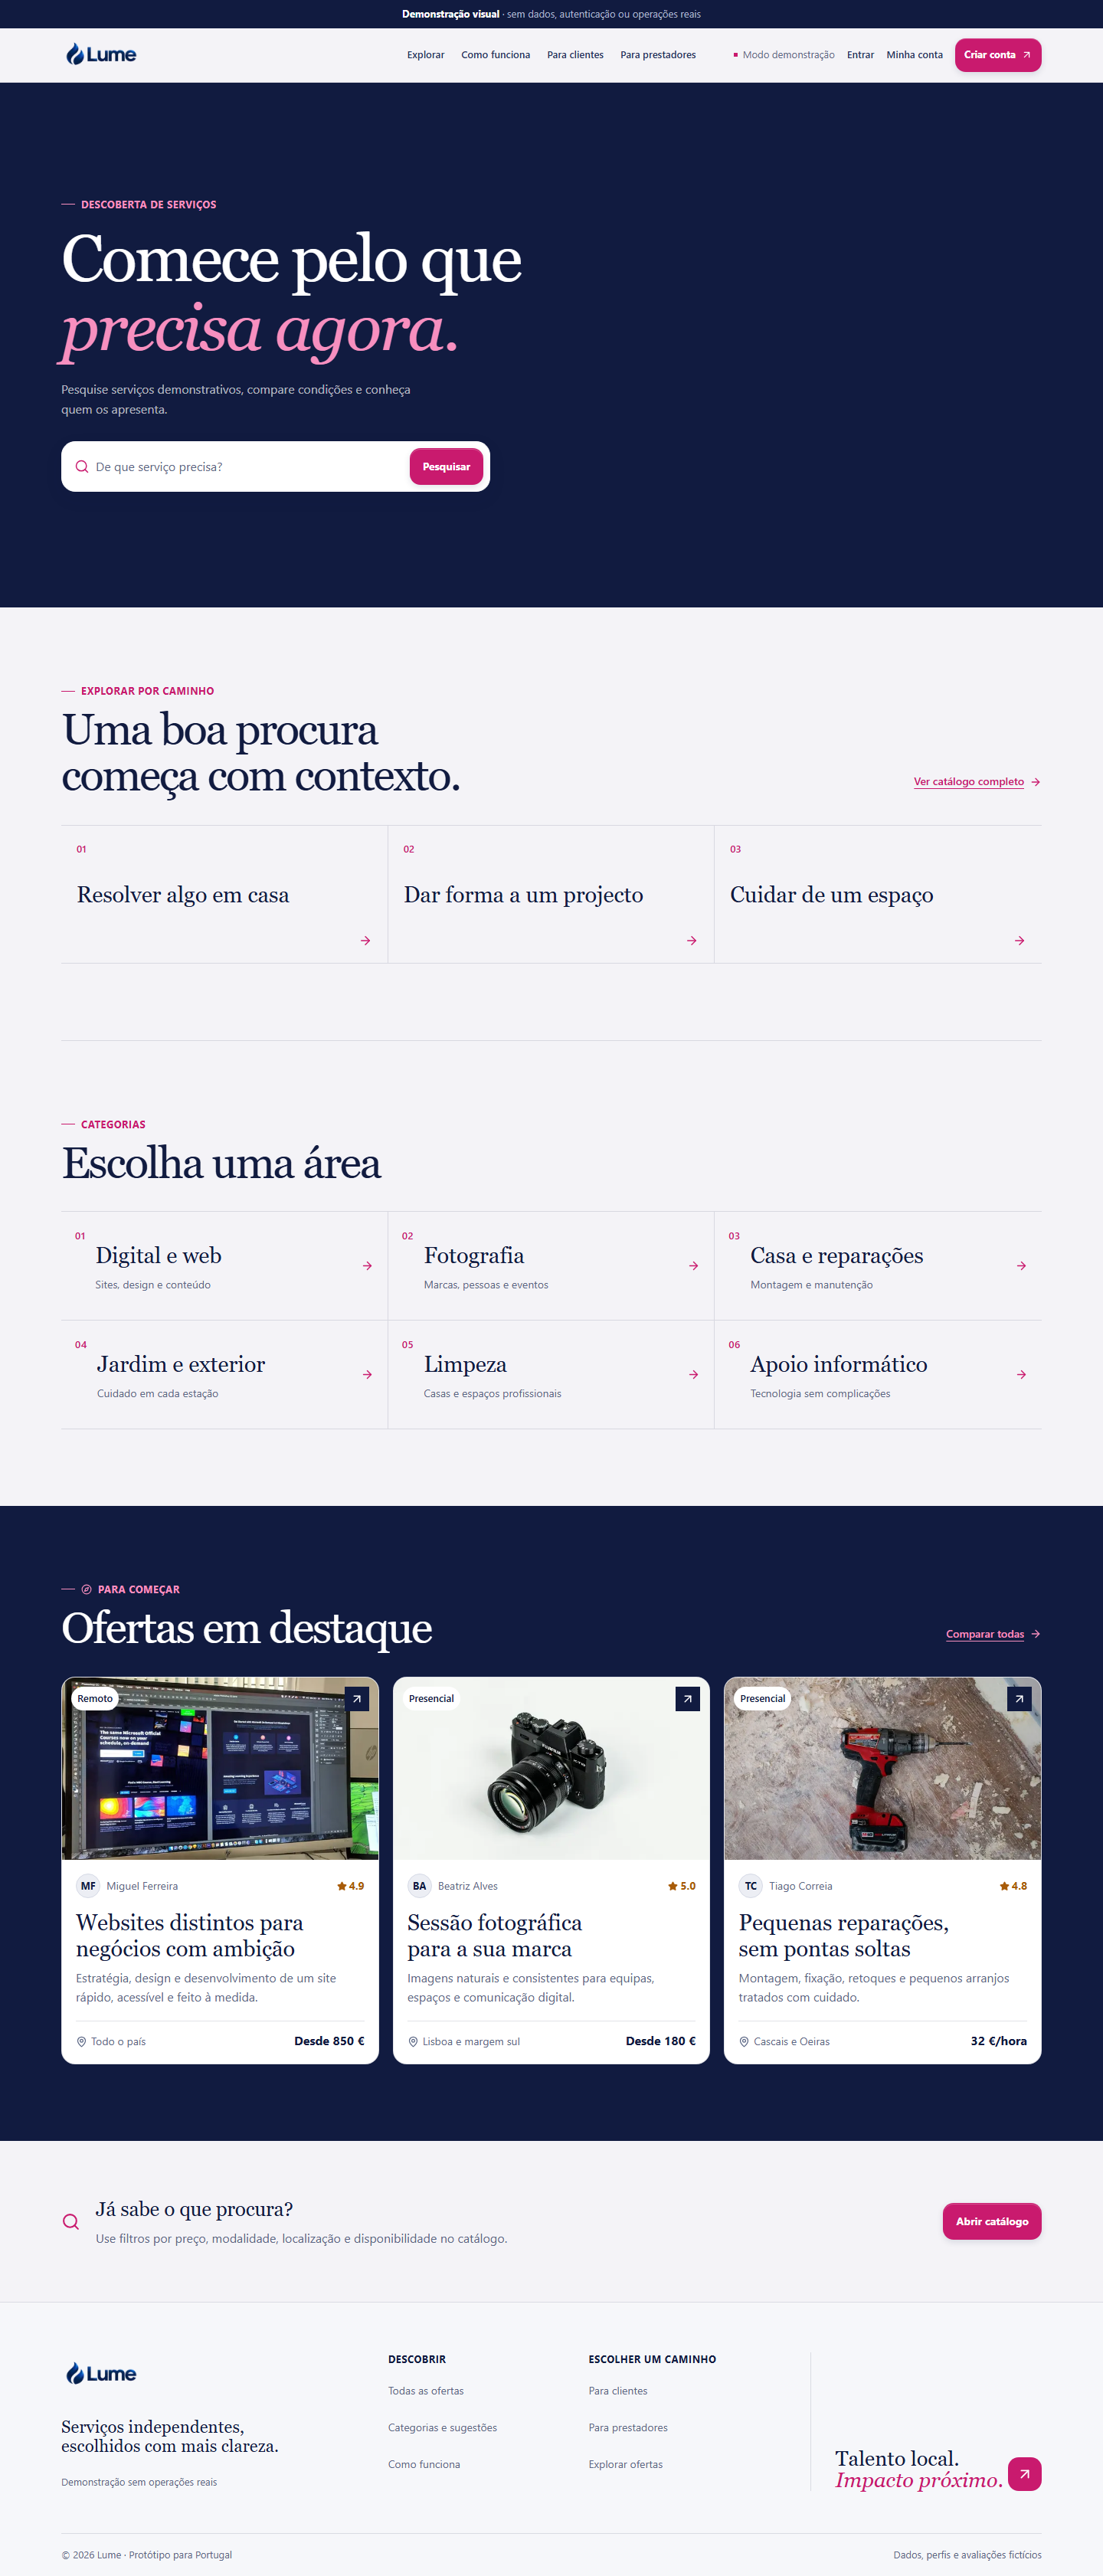 Demonstração visual · sem dados, autenticação ou operações reais
Lume
Explorar
Como funciona
Para clientes
Para prestadores
Modo demonstração
Entrar
Minha conta
Criar conta
DESCOBERTA DE SERVIÇOS
Comece pelo que
precisa agora.
Pesquise serviços demonstrativos, compare condições e conheça
quem os apresenta.
De que serviço precisa?
Pesquisar
EXPLORAR POR CAMINHO
Uma boa procura
começa com contexto.
Ver catálogo completo
01
Resolver algo em casa
02
Dar forma a um projecto
03
Cuidar de um espaço
CATEGORIAS
Escolha uma área
01
Digital e web
Sites, design e conteúdo
02
Fotografia
Marcas, pessoas e eventos
03
Casa e reparações
Montagem e manutenção
04
Jardim e exterior
Cuidado em cada estação
05
Limpeza
Casas e espaços profissionais
06
Apoio informático
Tecnologia sem complicações
PARA COMEÇAR
Ofertas em destaque
Comparar todas
Remoto
MF
Miguel Ferreira
4.9
Websites distintos para
negócios com ambição
Estratégia, design e desenvolvimento de um site
rápido, acessível e feito à medida.
Todo o país
Desde 850 €
Presencial
BA
Beatriz Alves
5.0
Sessão fotográfica
para a sua marca
Imagens naturais e consistentes para equipas,
espaços e comunicação digital.
Lisboa e margem sul
Desde 180 €
Presencial
TC
Tiago Correia
4.8
Pequenas reparações,
sem pontas soltas
Montagem, fixação, retoques e pequenos arranjos
tratados com cuidado.
Cascais e Oeiras
32 €/hora
Já sabe o que procura?
Use filtros por preço, modalidade, localização e disponibilidade no catálogo.
Abrir catálogo
Lume
Serviços independentes,
escolhidos com mais clareza.
Demonstração sem operações reais
DESCOBRIR
Todas as ofertas
Categorias e sugestões
Como funciona
ESCOLHER UM CAMINHO
Para clientes
Para prestadores
Explorar ofertas
Talento local.
Impacto próximo.
© 2026 Lume · Protótipo para Portugal
Dados, perfis e avaliações fictícios